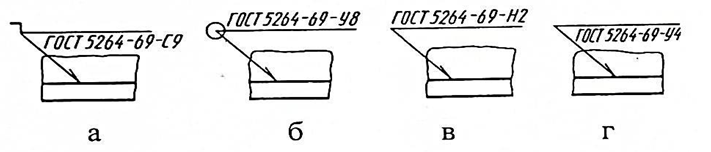 ГОСТ 5264-69-С9
ГОСТ 5264-69-У8
ГОСТ 5264-69-Н2
ГОСТ 5264-69-У4
а
б
в
г